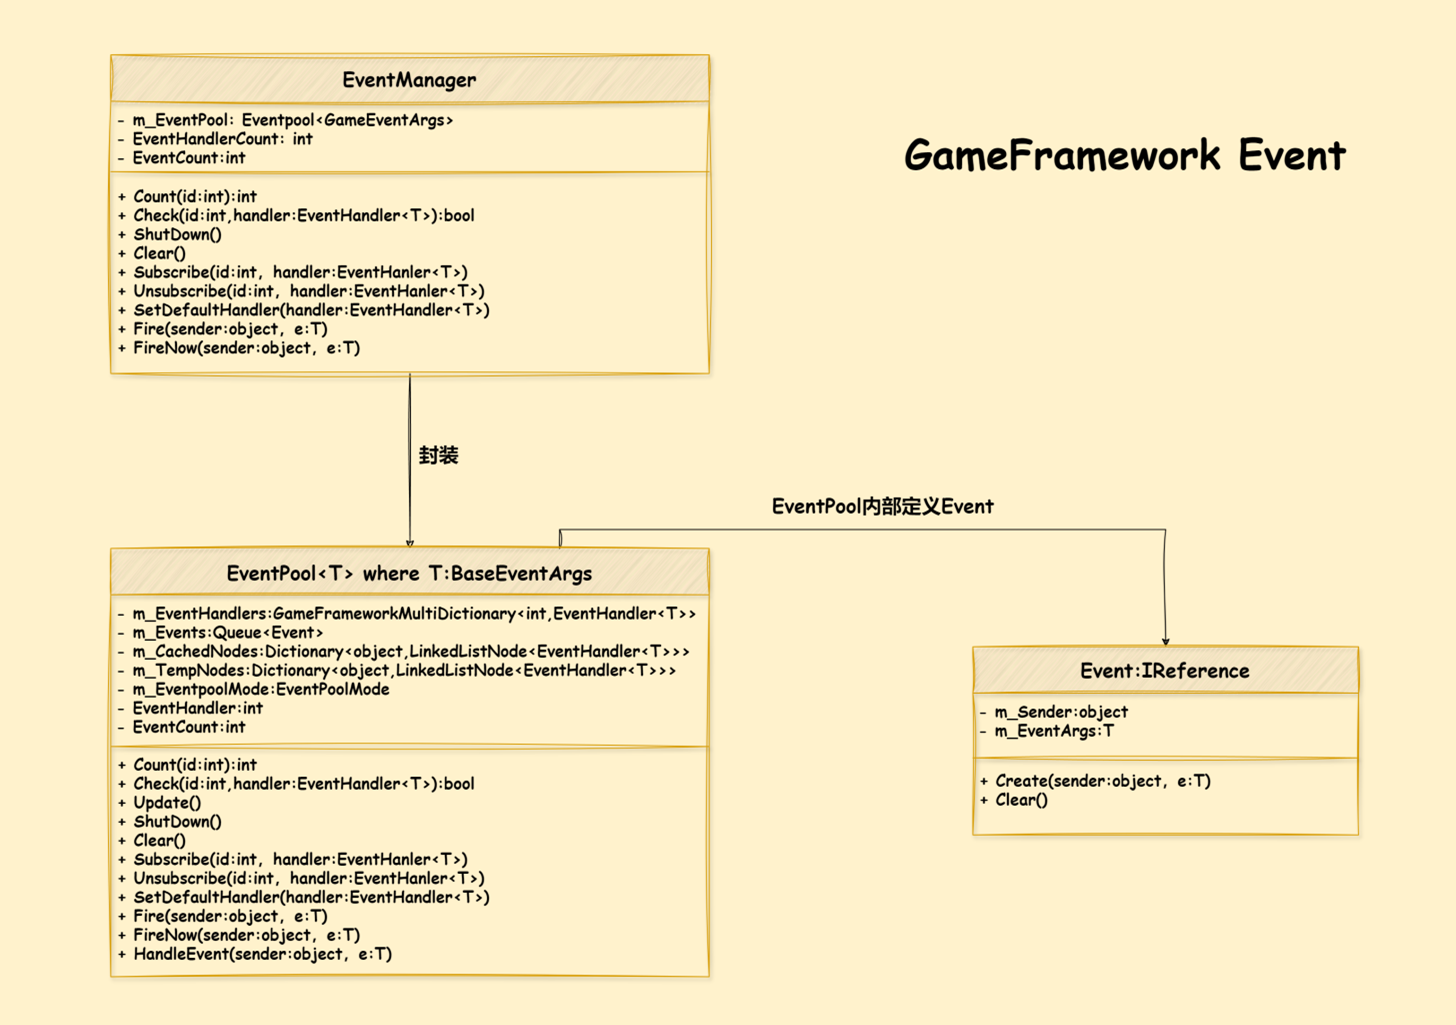 EventManager
- m_EventPool: Eventpool<GameEventArgs>
- EventHandlerCount: int
- EventCount:int
+ Count(id:int):int
+ Check(id:int,handler:EventHandler<T>):bool
+ ShutDown()
+ Clear()
+ Subscribe(id:int, handler:EventHanler<T>)
+ Unsubscribe(id:int, handler:EventHanler<T>)
+ SetDefaultHandler(handler:EventHandler<T>)
+ Fire(sender:object, e:T)
+ FireNow(sender:object, e:T)
GameFramework Event
封装
EventPool内部定义Event
EventPool<T> where T:BaseEventArgs
- m_EventHandlers:GameFrameworkMultiDictionary<int,EventHandler<T>>
- m_Events:Queue<Event>
- m_CachedNodes:Dictionary<object,LinkedListNode<EventHandler<T>>>
- m_TempNodes:Dictionary<object,LinkedListNode<EventHandler<T>>>
- m_EventpoolMode:EventPoolMode
- EventHandler:int
- EventCount:int
+ Count(id:int):int
+ Check(id:int,handler:EventHandler<T>):bool
+ Update()
+ ShutDown()
+ Clear()
+ Subscribe(id:int, handler:EventHanler<T>)
+ Unsubscribe(id:int, handler:EventHanler<T>)
+ SetDefaultHandler(handler:EventHandler<T>)
+ Fire(sender:object, e:T)
+ FireNow(sender:object, e:T)
+ HandleEvent(sender:object, e:T)
Event:IReference
- m_Sender:object
- m_EventArgs:T
+ Create(sender:object, e:T)
+ Clear()